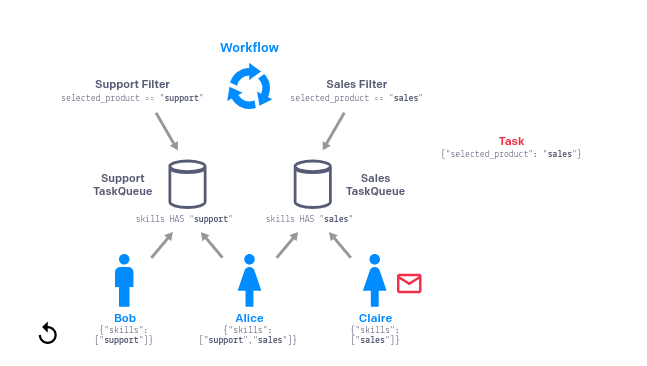 Workflow
Support Filter
selected_product == "support"
Sales Filter
selected_product == "sales"
Task
{"selected_product": "sales"}
Support
TaskQueue
Sales
TaskQueue
skills HAS "support"
skills HAS "sales"
Bob
{"skills":
["support"]}
Alice
{"skills":
["support","sales"]}
Claire
{"skills":
["sales"]}